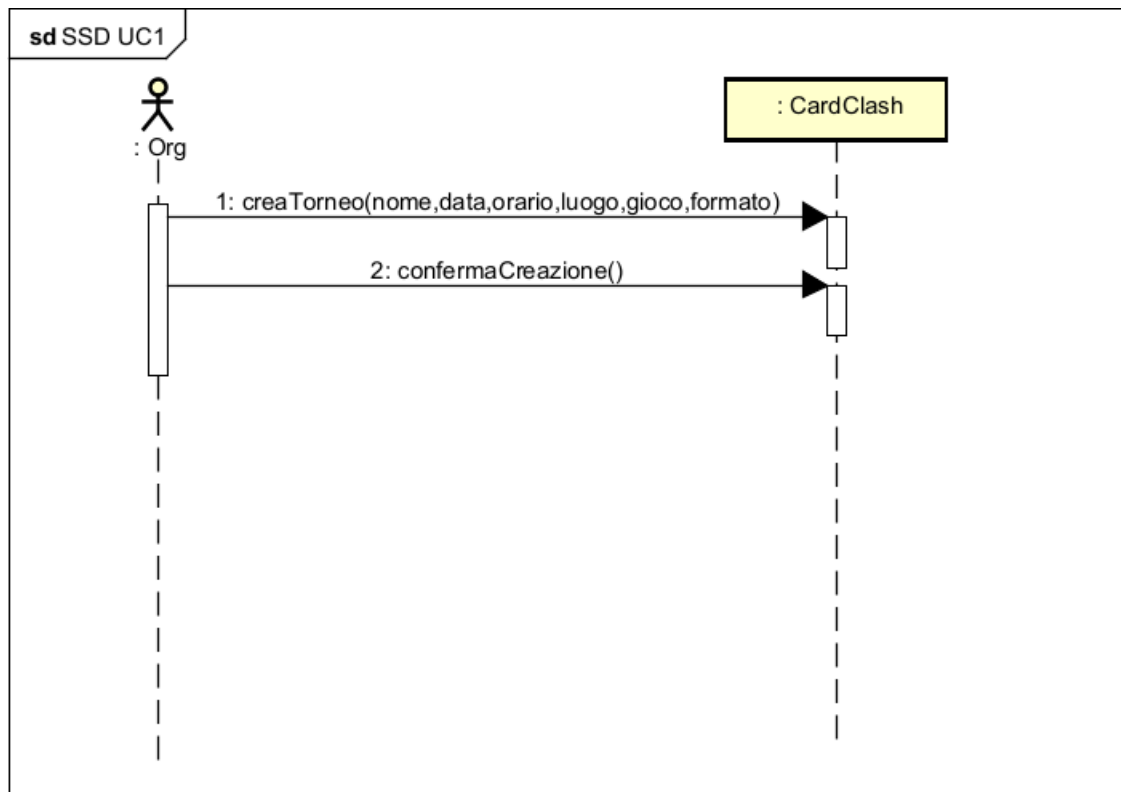 sd SSD UC1
: Org
: CardClash
1: creaTorneo(nome,data,orario,luogo,gioco,formato)
2: confermaCreazione()